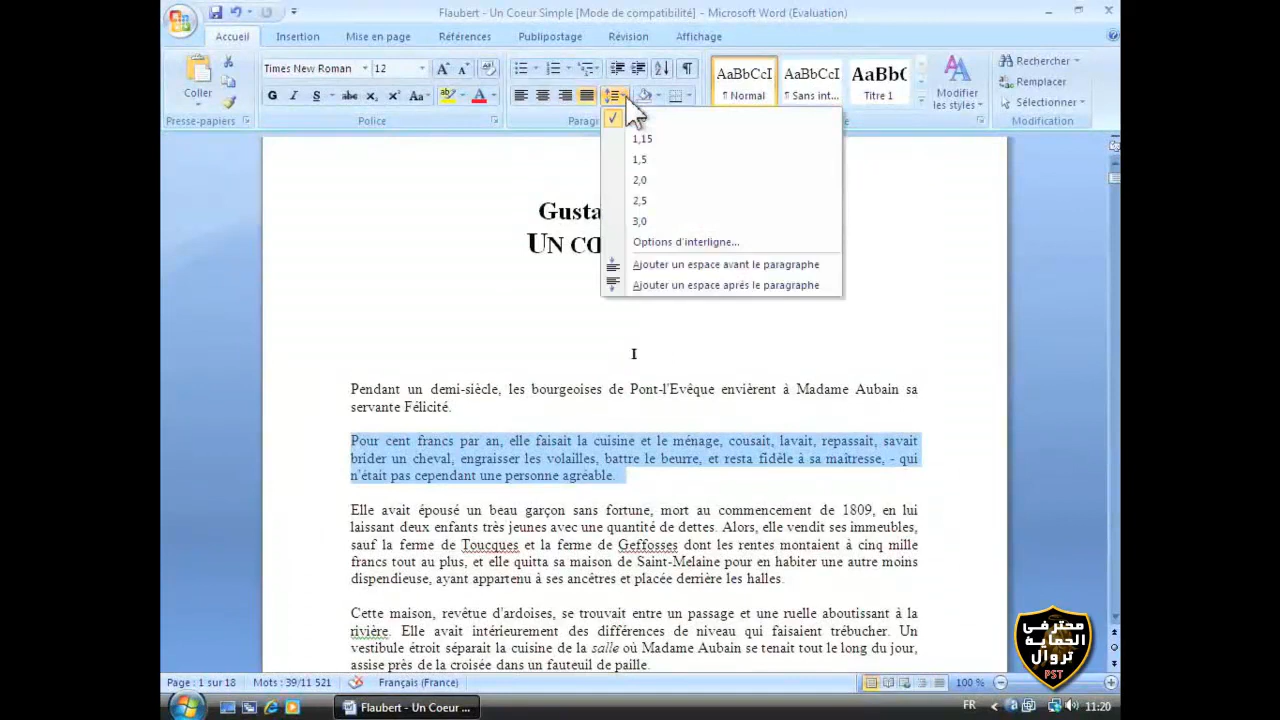 Flaubert - Un Coeur Simple [Mode de compatibilité] - Microsoft Word (Évaluation)
Accueil Insertion Mise en page Références Publipostage Révision Affichage
Times New Roman 12 AaBbCcI AaBbCcI AaBbC Rechercher
Coller Remplacer
G I S abe x₂ x² Aa ab A ¶ Normal ¶ Sans int... Titre 1 Modifier les styles Sélectionner
Presse-papiers Police Paragr e Modification
1,15
1,5
2,0
2,5
3,0
Options d'interligne...
Ajouter un espace avant le paragraphe
Ajouter un espace après le paragraphe
Gusta
UN CŒ
I
Pendant un demi-siècle, les bourgeoises de Pont-l'Evêque envièrent à Madame Aubain sa
servante Félicité.
Pour cent francs par an, elle faisait la cuisine et le ménage, cousait, lavait, repassait, savait
brider un cheval, engraisser les volailles, battre le beurre, et resta fidèle à sa maîtresse, - qui
n'était pas cependant une personne agréable.
Elle avait épousé un beau garçon sans fortune, mort au commencement de 1809, en lui
laissant deux enfants très jeunes avec une quantité de dettes. Alors, elle vendit ses immeubles,
sauf la ferme de Toucques et la ferme de Geffosses dont les rentes montaient à cinq mille
francs tout au plus, et elle quitta sa maison de Saint-Melaine pour en habiter une autre moins
dispendieuse, ayant appartenu à ses ancêtres et placée derrière les halles.
Cette maison, revêtue d'ardoises, se trouvait entre un passage et une ruelle aboutissant à la
rivière. Elle avait intérieurement des différences de niveau qui faisaient trébucher. Un
vestibule étroit séparait la cuisine de la salle où Madame Aubain se tenait tout le long du jour,
assise près de la croisée dans un fauteuil de paille.
محترفي
الحماية
تروال
PST
Page : 1 sur 18 Mots : 39/11 521 Français (France) 100 %
Flaubert - Un Coeur ... FR 11:20